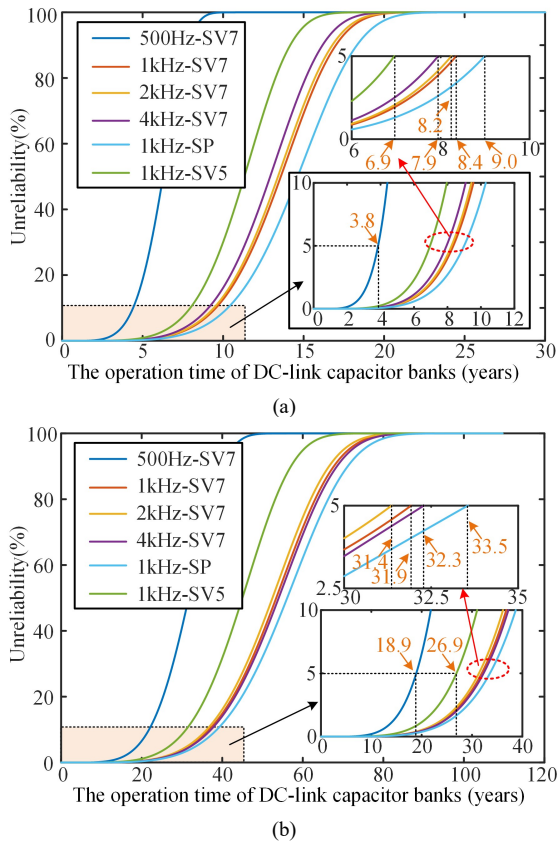 100
80
60
40
20
0
Unreliability(%)
500Hz-SV7
1kHz-SV7
2kHz-SV7
4kHz-SV7
1kHz-SP
1kHz-SV5
5
0
6 8 10
8.2
6.9 7.9 8.4 9.0
10
5
0
3.8
0 2 4 6 8 10 12
0 5 10 15 20 25 30
The operation time of DC-link capacitor banks (years)
(a)
100
80
60
40
20
0
Unreliability(%)
500Hz-SV7
1kHz-SV7
2kHz-SV7
4kHz-SV7
1kHz-SP
1kHz-SV5
5
2.5
30 32.5 35
31.4
31.9
32.3
33.5
10
5
0
18.9 26.9
0 10 20 30 40
0 20 40 60 80 100 120
The operation time of DC-link capacitor banks (years)
(b)